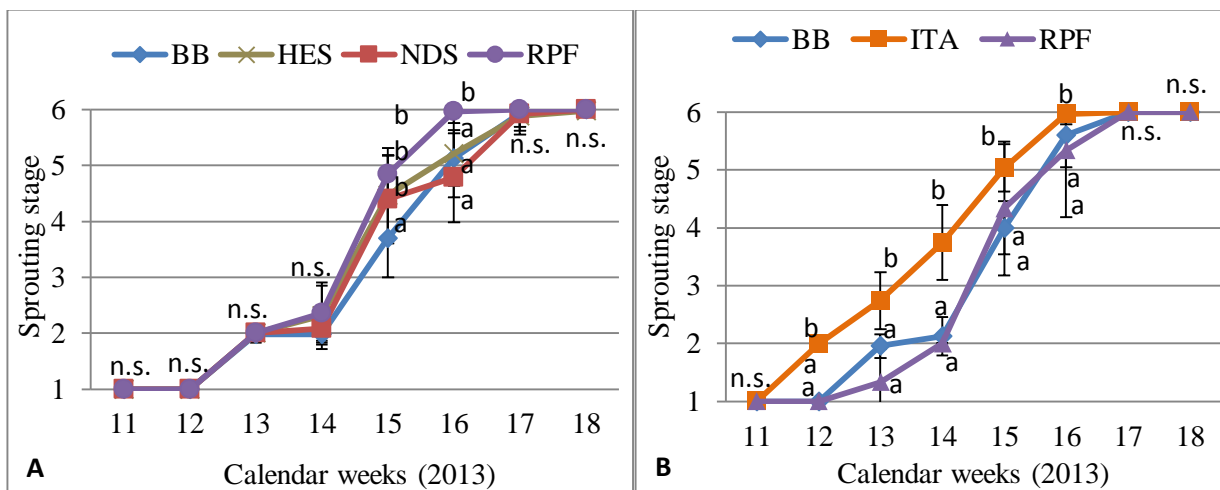 BB HES NDS RPF
6
5
4
3
2
1
Sprouting stage
n.s.
n.s.
n.s.
n.s.
b
b
b
a
b
a
a
a
n.s.
n.s.
11 12 13 14 15 16 17 18
Calendar weeks (2013)
A
BB ITA RPF
6
5
4
3
2
1
Sprouting stage
n.s.
b
a
a
b
a
a
b
a
a
b
a
a
b
a
a
n.s.
n.s.
11 12 13 14 15 16 17 18
Calendar weeks (2013)
B